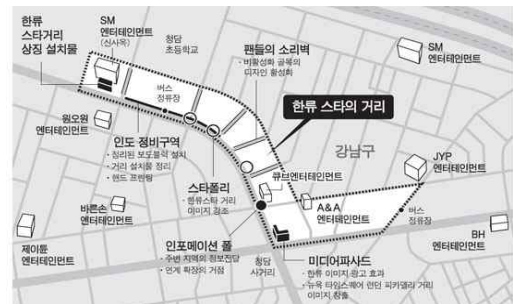 한류
스타거리
상징 설치물
SM
엔터테인먼트
(신사옥)
청담
초등학교
팬들의 소리벽
• 비활성화 골목의
디자인 활성화
SM
엔터테인먼트
버스
정류장
한류 스타의 거리
원오원
엔터테인먼트
인도 정비구역
• 정리된 보도블럭 설치
• 거리 설치물 정리
• 핸드 프린팅
강남구
스타폴리
• 한류스타 거리
이미지 강조
큐브엔터테인먼트
JYP
엔터테인먼트
바른손
엔터테인먼트
A&A
엔터테인먼트
버스
정류장
제이튠
엔터테인먼트
인포메이션 폴
• 주변 지역의 정보전달
• 연계 확장의 거점
청담
사거리
미디어파사드
• 한류 이미지 광고 효과
• 뉴욕 타임스퀘어 런던 피카델리 거리
이미지 창출
BH
엔터테인먼트